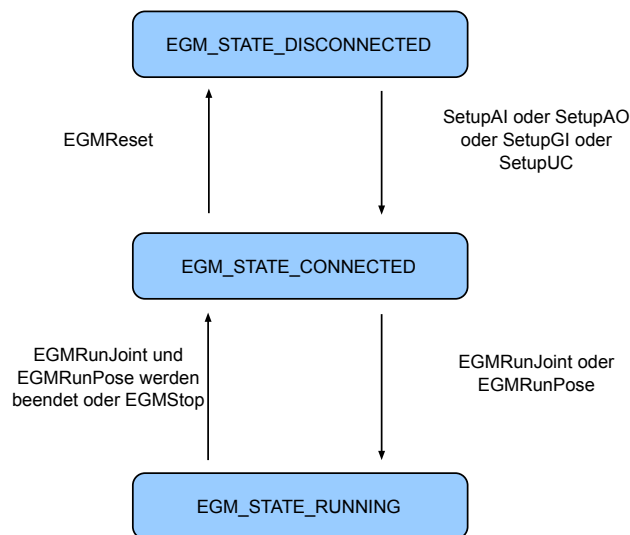 EGM_STATE_DISCONNECTED
EGMReset
SetupAI oder SetupAO
oder SetupGI oder
SetupUC
EGM_STATE_CONNECTED
EGMRunJoint und
EGMRunPose werden
beendet oder EGMStop
EGMRunJoint oder
EGMRunPose
EGM_STATE_RUNNING